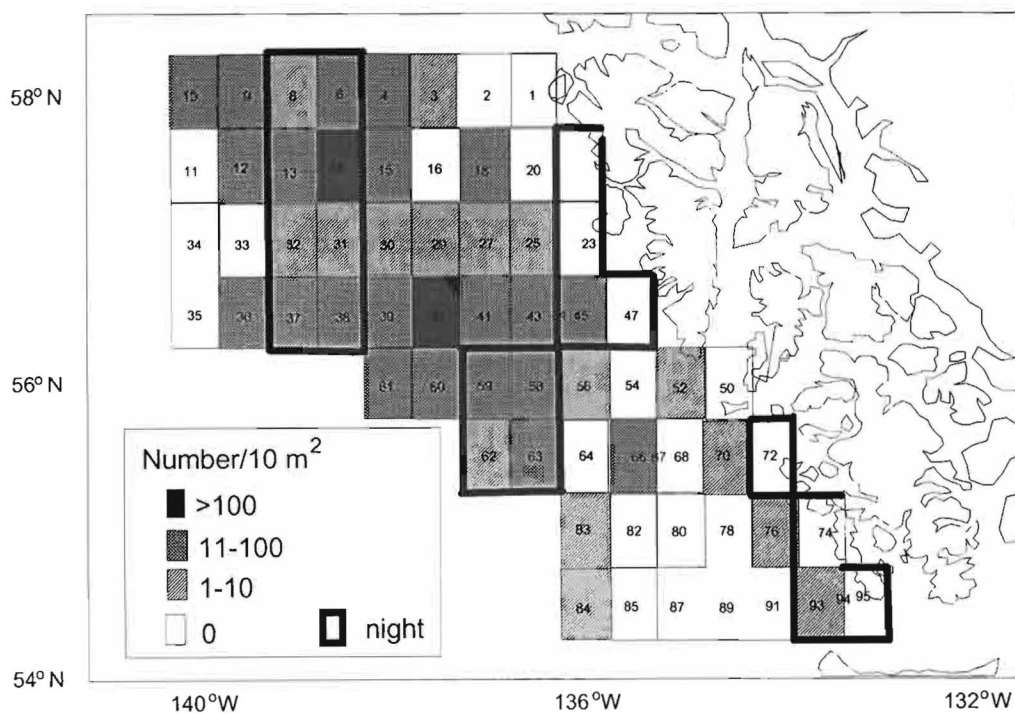 58° N
10 9 8 6 4 3 2 1
11 12 13 15 16 18 20
34 33 32 31 30 29 27 25 23
35 36 37 38 39 41 43 45 47
61 60 59 58 56 54 52 50
56° N
62 63 64 66 67 68 70 72
83 82 80 78 76 74
84 85 87 89 91 93 94 95
Number/10 m²
>100
11-100
1-10
0 night
54° N
140°W 136°W 132°W